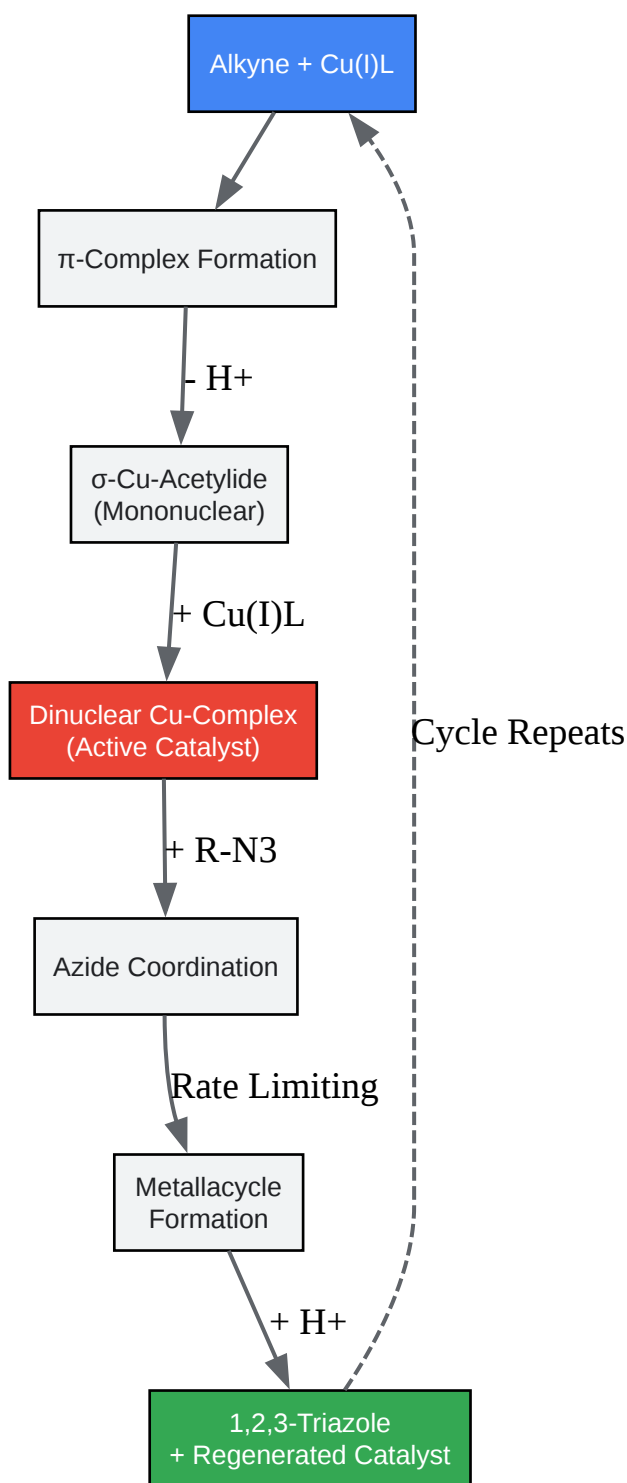 Alkyne + Cu(I)L
π-Complex Formation
- H+
σ-Cu-Acetylide
(Mononuclear)
+ Cu(I)L
Dinuclear Cu-Complex
(Active Catalyst)
Cycle Repeats
+ R-N3
Azide Coordination
Rate Limiting
Metallacycle
Formation
+ H+
1,2,3-Triazole
+ Regenerated Catalyst